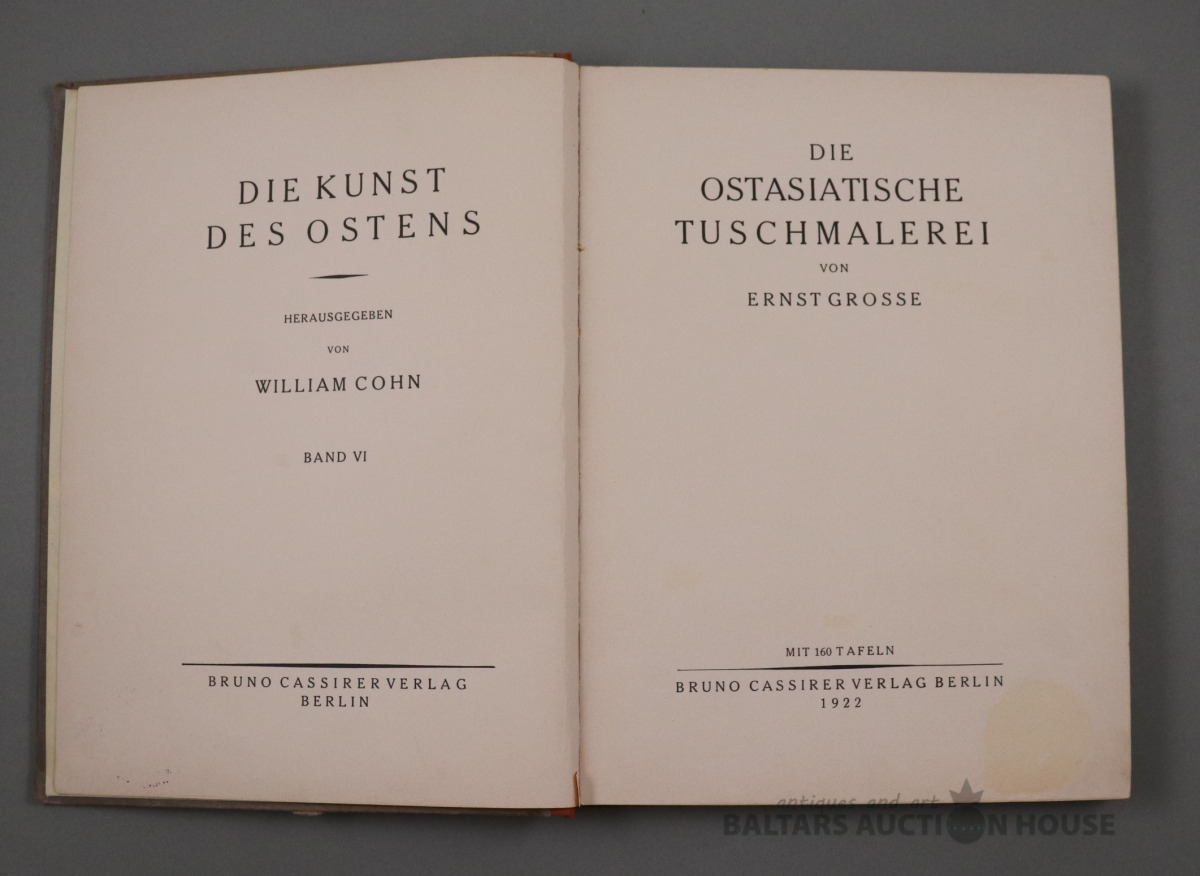 DIE KUNST
DES OSTENS
HERAUSGEGEBEN
VON
WILLIAM COHN
BAND VI
BRUNO CASSIRER VERLAG
BERLIN
DIE
OSTASIATISCHE
TUSCHMALEREI
VON
ERNST GROSSE
MIT 160 TAFELN
BRUNO CASSIRER VERLAG BERLIN
1922
antiques and art
BALTARS AUCTION HOUSE